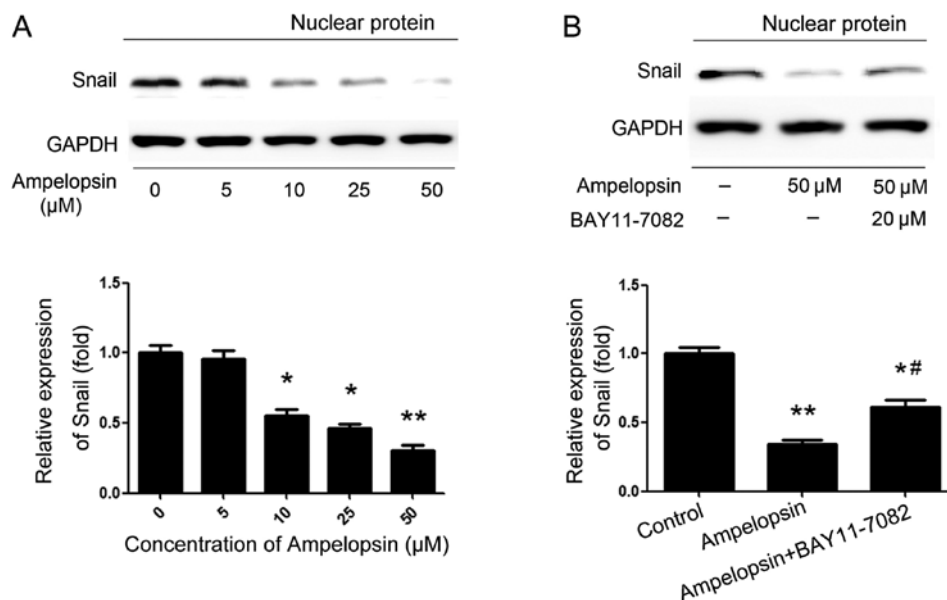 A
Nuclear protein
Snail
GAPDH
Ampelopsin
(µM)
0 5 10 25 50
Relative expression
of Snail (fold)
1.5
1.0
0.5
0.0
*
*
**
0 5 10 25 50
Concentration of Ampelopsin (µM)
B
Nuclear protein
Snail
GAPDH
Ampelopsin – 50 µM 50 µM
BAY11-7082 – – 20 µM
Relative expression
of Snail (fold)
1.5
1.0
0.5
0.0
**
*#
Control
Ampelopsin
Ampelopsin+BAY11-7082